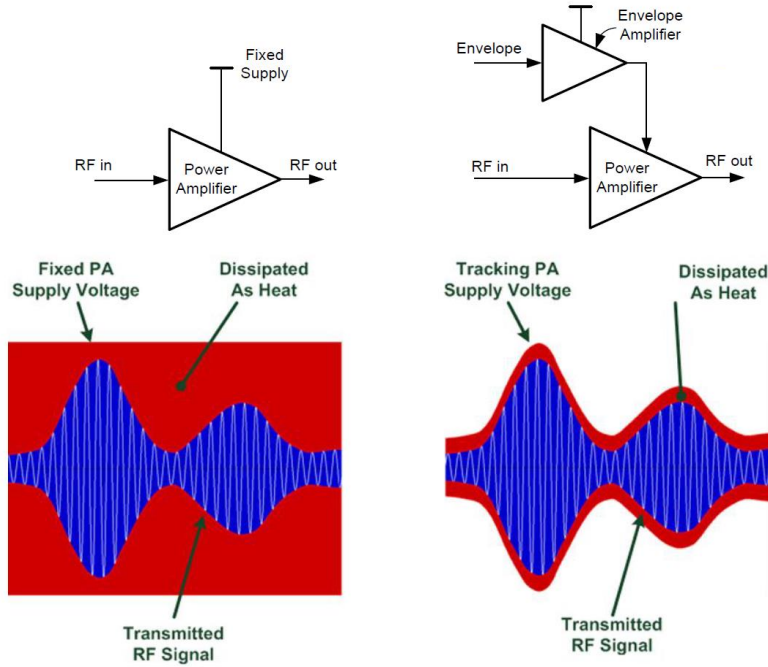 Fixed
Supply
RF in
Power
Amplifier
RF out
Envelope
Amplifier
Envelope
RF in
Power
Amplifier
RF out
Fixed PA
Supply Voltage
Dissipated
As Heat
Transmitted
RF Signal
Tracking PA
Supply Voltage
Dissipated
As Heat
Transmitted
RF Signal